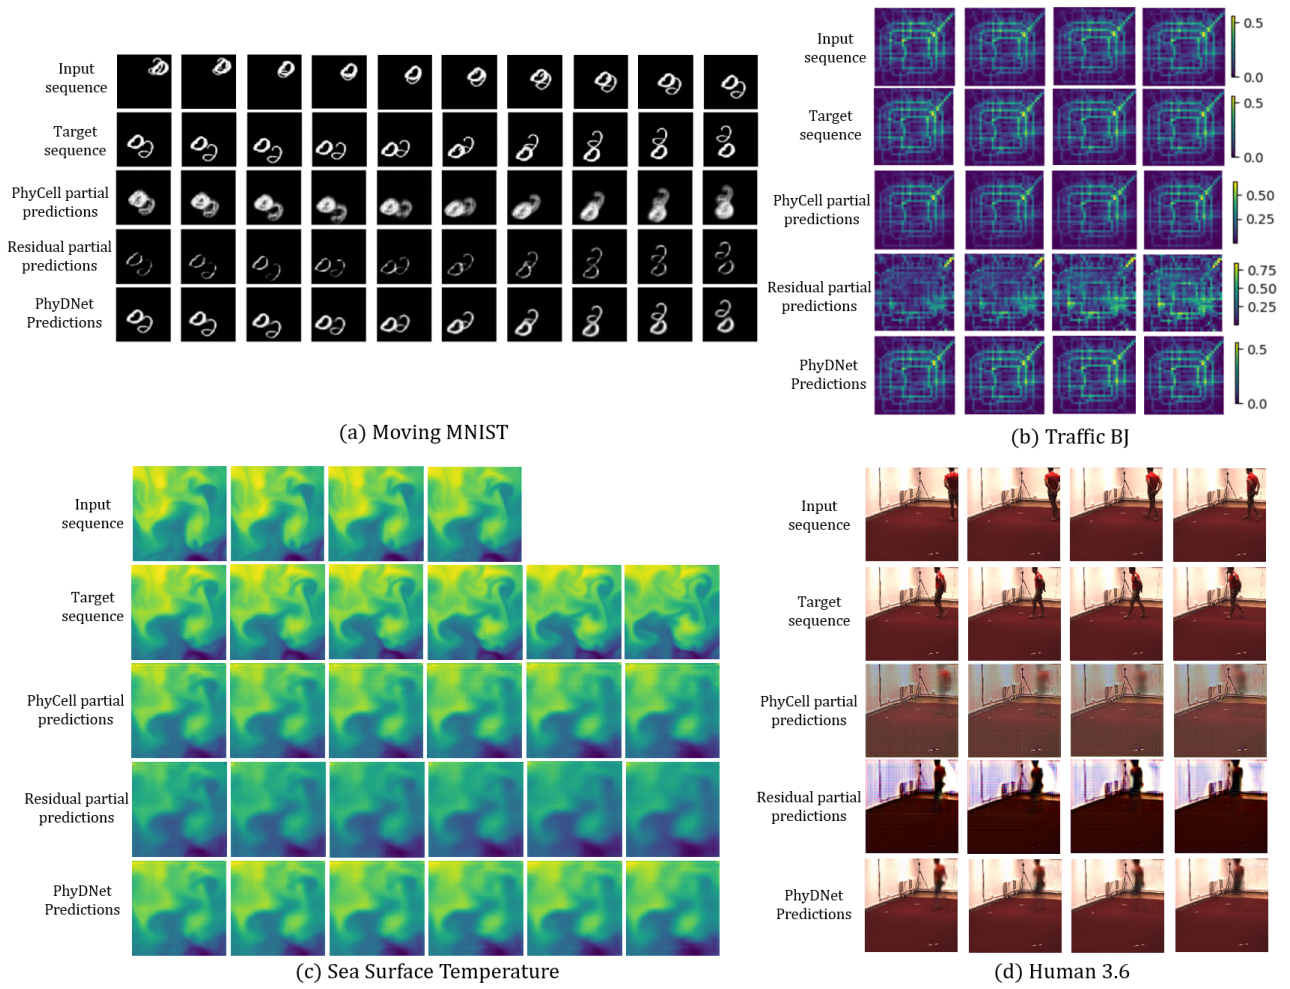 Input
sequence
Target
sequence
PhyCell partial
predictions
Residual partial
predictions
PhyDNet
Predictions
(a) Moving MNIST
Input
sequence
0.5
0.0
Target
sequence
0.5
0.0
PhyCell partial
predictions
0.50
0.25
Residual partial
predictions
0.75
0.50
0.25
PhyDNet
Predictions
0.5
0.0
(b) Traffic BJ
Input
sequence
Target
sequence
PhyCell partial
predictions
Residual partial
predictions
PhyDNet
Predictions
(c) Sea Surface Temperature
Input
sequence
Target
sequence
PhyCell partial
predictions
Residual partial
predictions
PhyDNet
Predictions
(d) Human 3.6